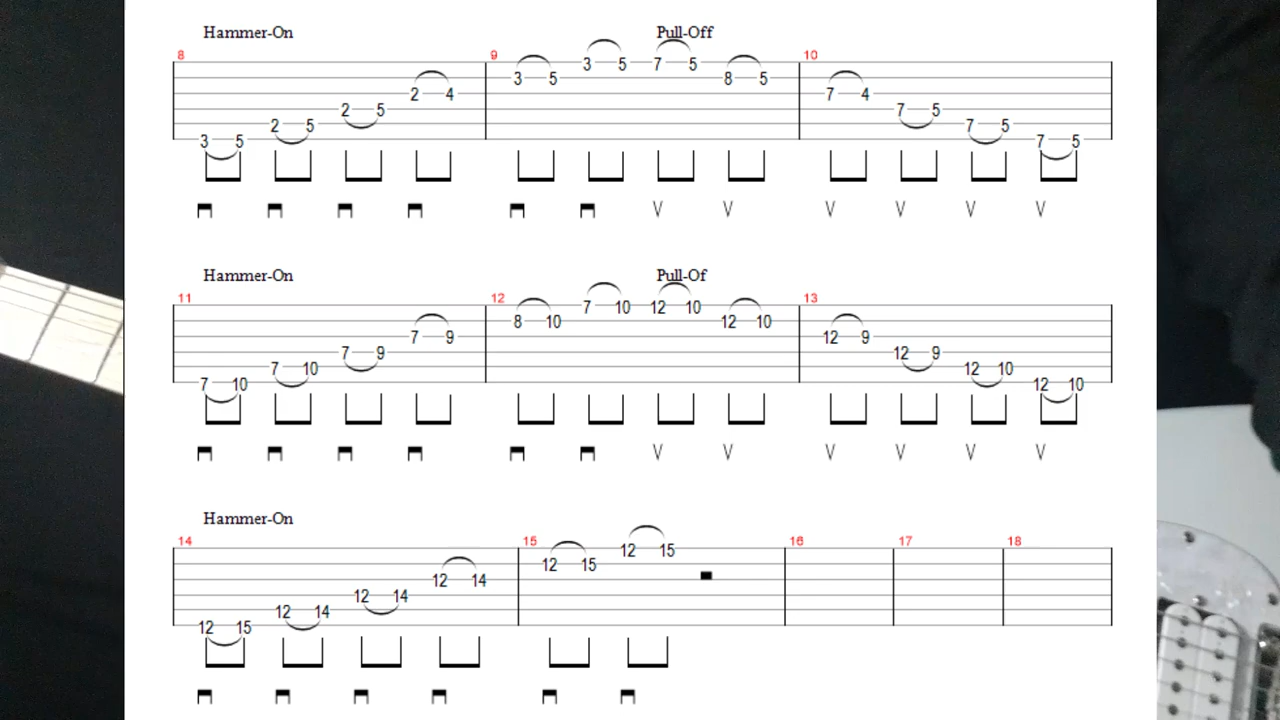 Hammer-On Pull-Off
8 9 10
3 5 2 5 2 5 2 4 3 5 3 5 7 5 8 5 7 4 7 5 7 5 7 5
V V V V V V
Hammer-On Pull-Of
11 12 13
7 10 7 10 7 9 7 9 8 10 7 10 12 10 12 10 12 9 12 9 12 10 12 10
V V V V V V
Hammer-On
14 15 16 17 18
12 15 12 14 12 14 12 14 12 15 12 15